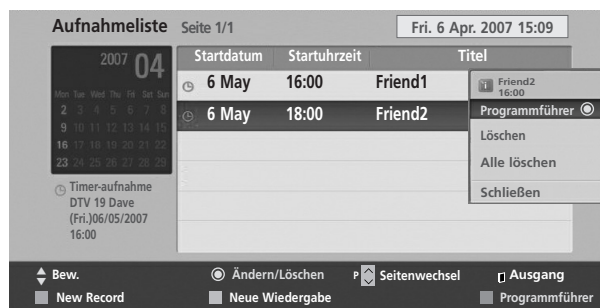 Aufnahmeliste Seite 1/1 Fri. 6 Apr. 2007 15:09
2007 04
Mon Tue Wed Thu Fri Sat Sun
2 3 4 5 6 7 8
9 10 11 12 13 14 15
16 17 18 19 20 21 22
23 24 25 26 27 28 29
Timer-aufnahme
DTV 19 Dave
(Fri.)06/05/2007
16:00
Startdatum Startuhrzeit Titel
6 May 16:00 Friend1
6 May 18:00 Friend2
Friend2
16:00
Programmführer
Löschen
Alle löschen
Schließen
Bew. Ändern/Löschen P Seitenwechsel Ausgang
New Record Neue Wiedergabe Programmführer